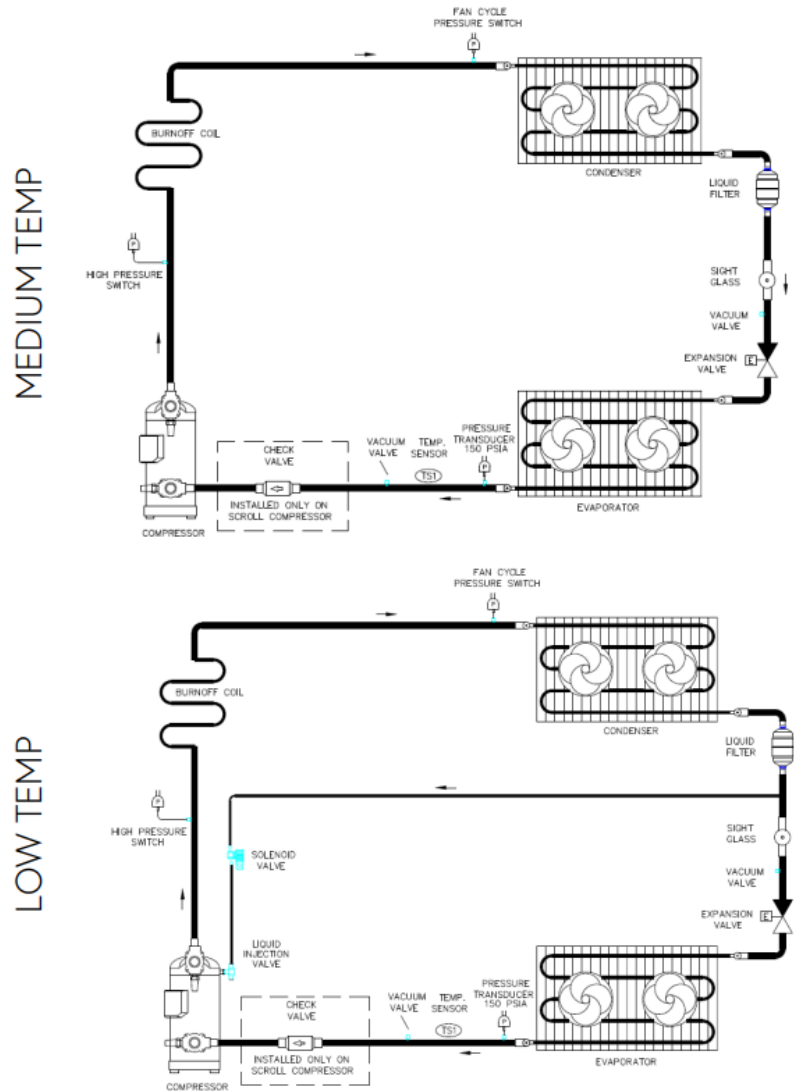 MEDIUM TEMP
FAN CYCLE
PRESSURE SWITCH
P
BURNOFF COIL
CONDENSER
LIQUID
FILTER
P
HIGH PRESSURE
SWITCH
SIGHT
GLASS
VACUUM
VALVE
EXPANSION
VALVE
E
CHECK
VALVE
VACUUM
VALVE
TEMP.
SENSOR
TS1
PRESSURE
TRANSDUCER
150 PSIA
P
INSTALLED ONLY ON
SCROLL COMPRESSOR
EVAPORATOR
COMPRESSOR
LOW TEMP
FAN CYCLE
PRESSURE SWITCH
P
BURNOFF COIL
CONDENSER
LIQUID
FILTER
P
HIGH PRESSURE
SWITCH
SOLENOID
VALVE
SIGHT
GLASS
VACUUM
VALVE
EXPANSION
VALVE
E
LIQUID
INJECTION
VALVE
CHECK
VALVE
VACUUM
VALVE
TEMP.
SENSOR
TS1
PRESSURE
TRANSDUCER
150 PSIA
P
INSTALLED ONLY ON
SCROLL COMPRESSOR
EVAPORATOR
COMPRESSOR